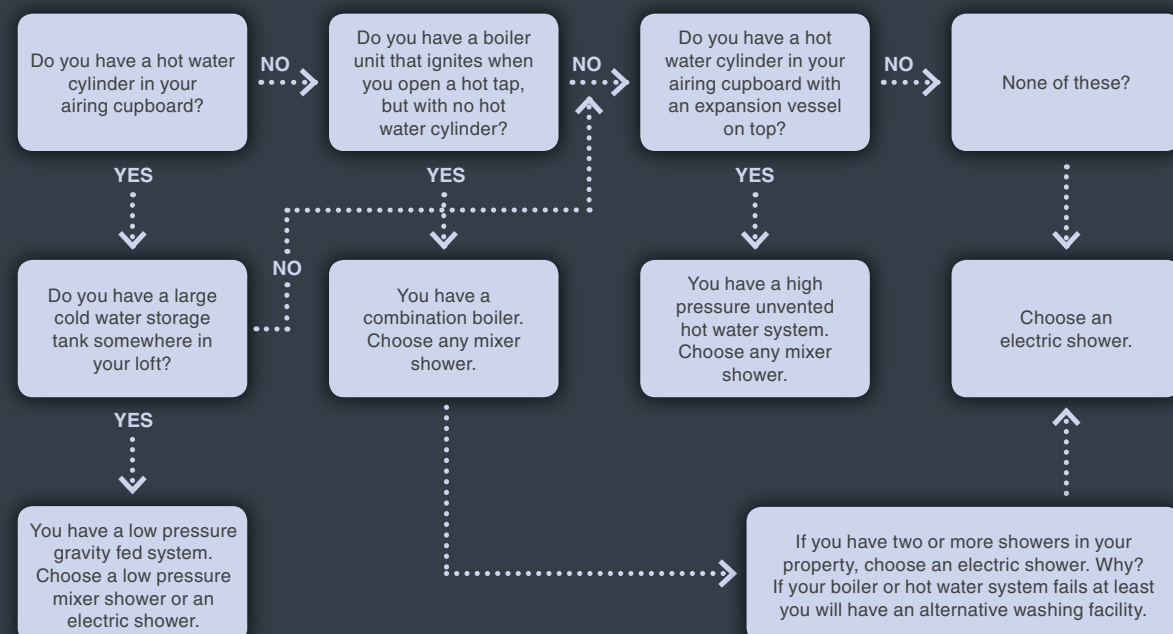 Do you have a hot water
cylinder in your
airing cupboard?
NO
Do you have a boiler
unit that ignites when
you open a hot tap,
but with no hot
water cylinder?
NO
Do you have a hot
water cylinder in your
airing cupboard with
an expansion vessel
on top?
NO
None of these?
YES
YES
YES
NO
Do you have a large
cold water storage
tank somewhere in
your loft?
You have a
combination boiler.
Choose any mixer
shower.
You have a high
pressure unvented
hot water system.
Choose any mixer
shower.
Choose an
electric shower.
YES
You have a low pressure
gravity fed system.
Choose a low pressure
mixer shower or an
electric shower.
If you have two or more showers in your
property, choose an electric shower. Why?
If your boiler or hot water system fails at least
you will have an alternative washing facility.